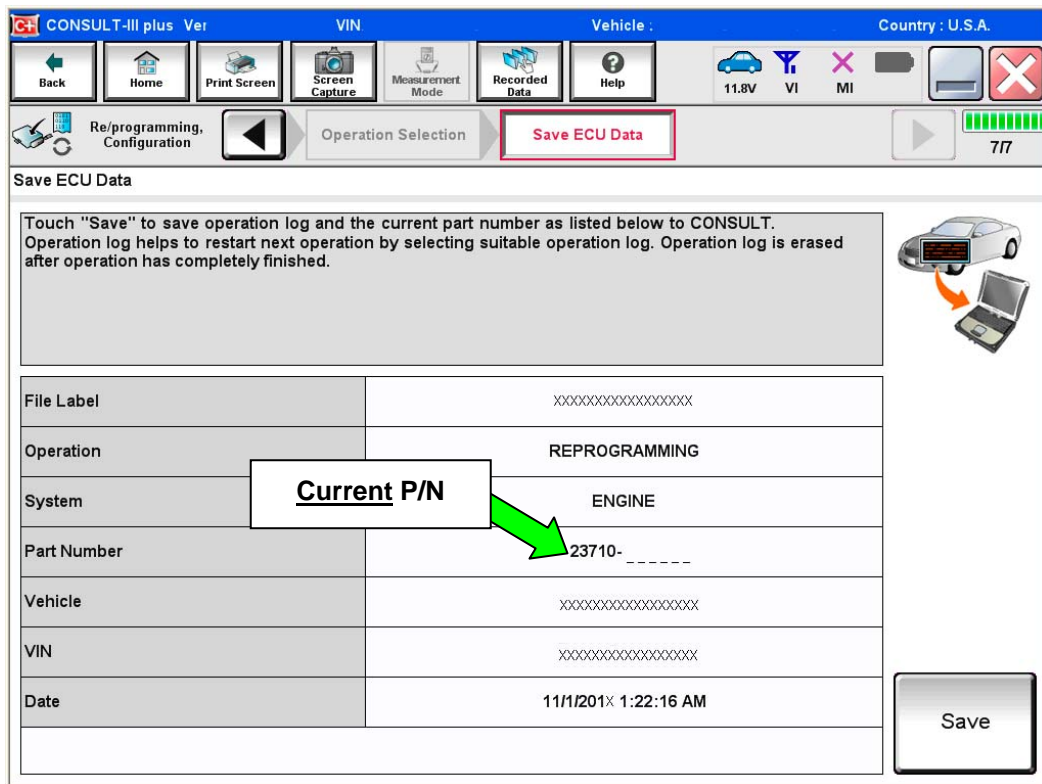 C+ CONSULT-III plus Ver VIN Vehicle : Country : U.S.A.
Back Home Print Screen Screen Capture Measurement Mode Recorded Data Help 11.8V VI MI
Re/programming, Configuration Operation Selection Save ECU Data 7/7
Save ECU Data
Touch "Save" to save operation log and the current part number as listed below to CONSULT.
Operation log helps to restart next operation by selecting suitable operation log. Operation log is erased
after operation has completely finished.
File Label XXXXXXXXXXXXXXXXX
Operation REPROGRAMMING
Current P/N
System ENGINE
Part Number 23710-_ _ _ _ _ _
Vehicle XXXXXXXXXXXXXXXXX
VIN XXXXXXXXXXXXXXXXX
Date 11/1/201X 1:22:16 AM
Save